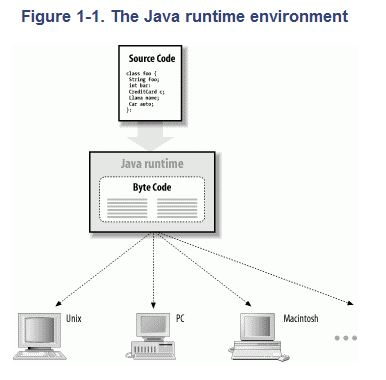 Figure 1-1. The Java runtime environment
Source Code
class foo {
String foo;
int bar:
CreditCard c;
Llama name;
Car auto;
};
Java runtime
Byte Code
Unix
PC
Macintosh